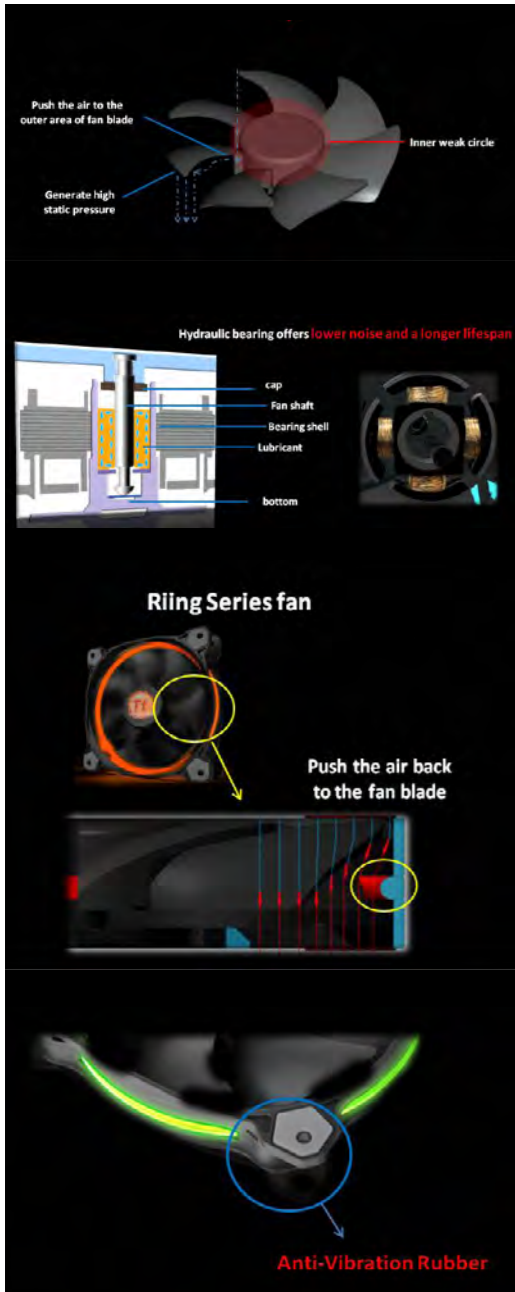 Push the air to the
outer area of fan blade
Inner weak circle
Generate high
static pressure
Hydraulic bearing offers lower noise and a longer lifespan
cap
Fan shaft
Bearing shell
Lubricant
bottom
Riing Series fan
Tt
Push the air back
to the fan blade
Anti-Vibration Rubber